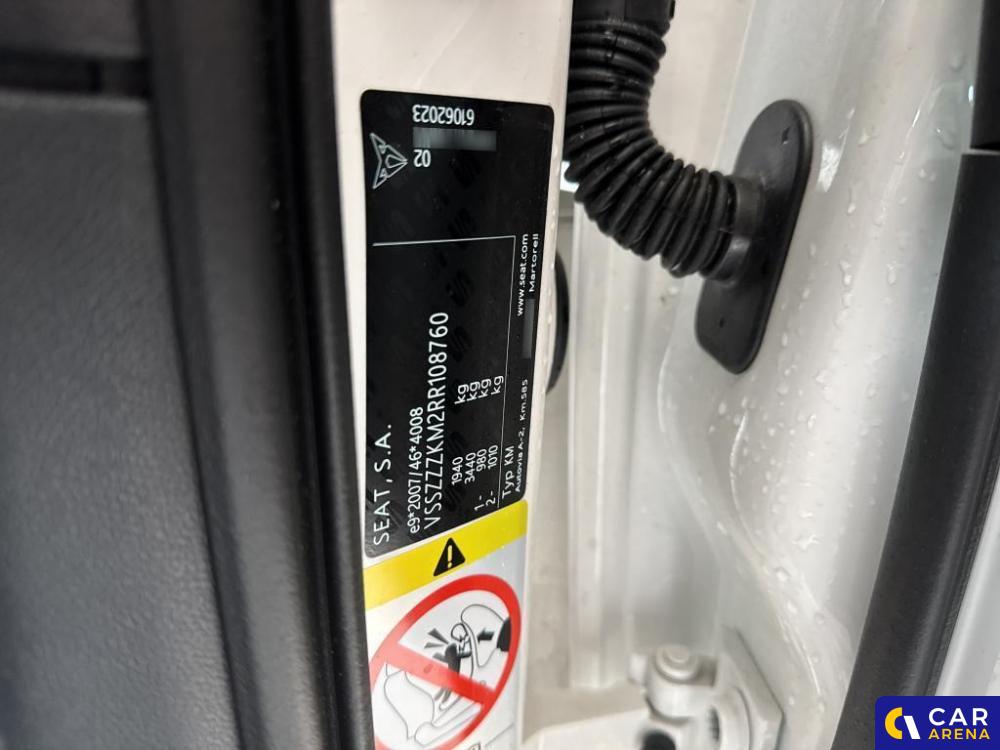 SEAT, S.A.
e9*2007/46*4008
VSSZZZKM2RR108760
1940 kg
3440 kg
1- 980 kg
2- 1010 kg
Typ KM
Autovia A-2, Km.585
www.seat.com
Martorell
02
61062023
CAR
ARENA